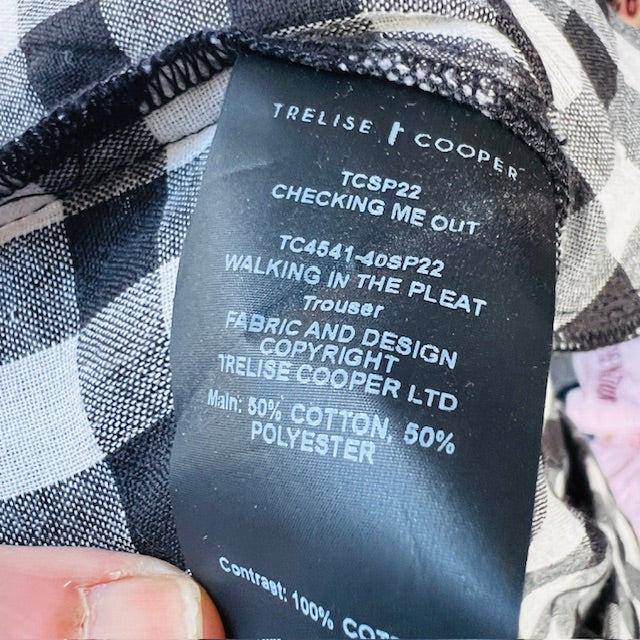 TRELISE COOPER
TCSP22
CHECKING ME OUT
TC4541-40SP22
WALKING IN THE PLEAT
Trouser
FABRIC AND DESIGN
COPYRIGHT
TRELISE COOPER LTD
Main: 50% COTTON, 50%
POLYESTER
Contrast: 100%